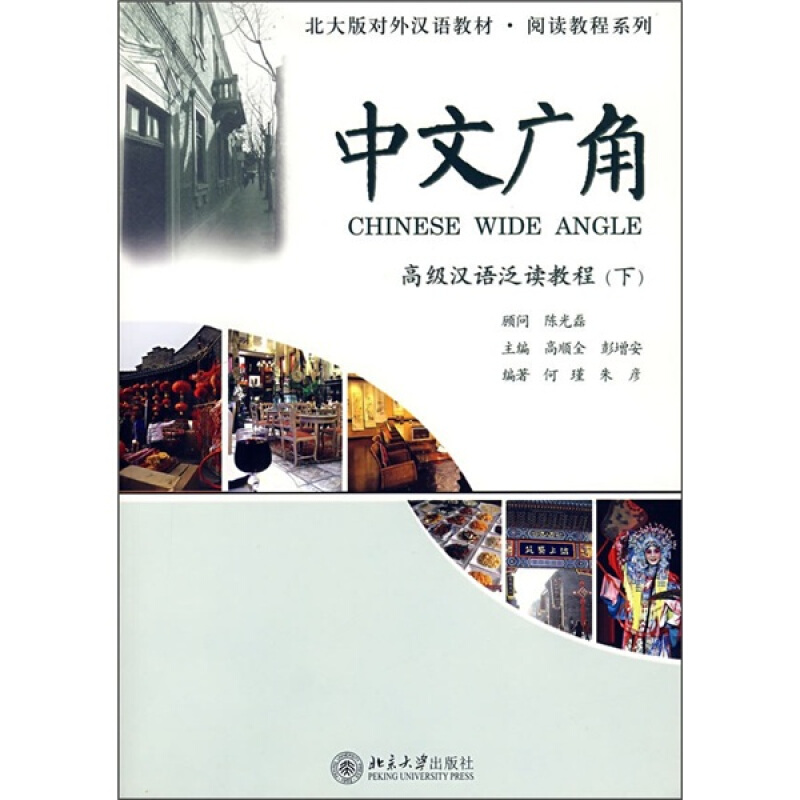 北大版对外汉语教材·阅读教程系列
中文广角
CHINESE WIDE ANGLE
高级汉语泛读教程（下）
顾问 陈光磊
主编 高顺全 彭增安
编著 何瑾 朱彦
北京大学出版社
PEKING UNIVERSITY PRESS